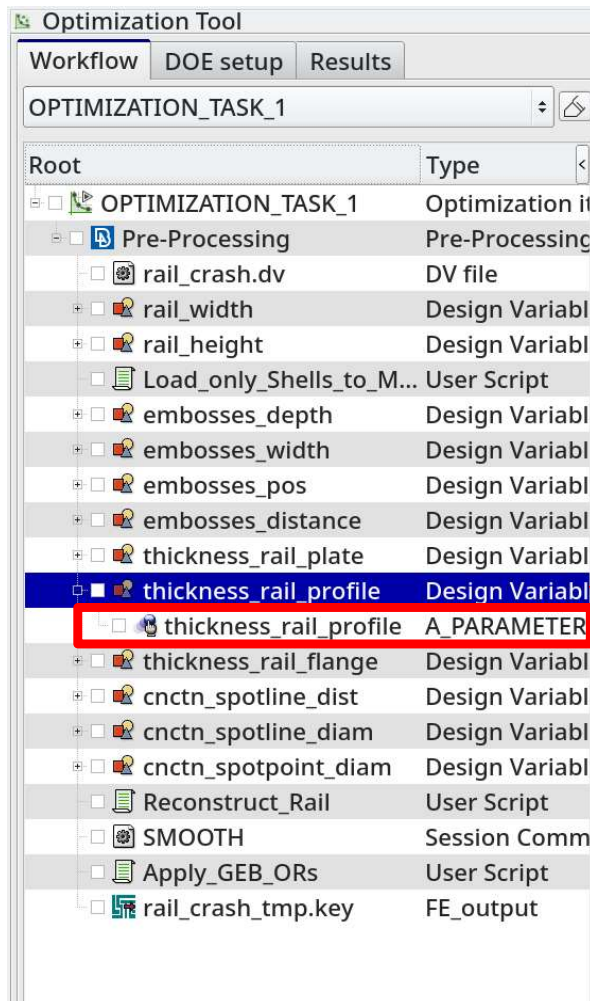 Optimization Tool
Workflow DOE setup Results
OPTIMIZATION_TASK_1
Root Type <
OPTIMIZATION_TASK_1 Optimization it
Pre-Processing Pre-Processing
rail_crash.dv DV file
rail_width Design Variabl
rail_height Design Variabl
Load_only_Shells_to_M... User Script
embosses_depth Design Variabl
embosses_width Design Variabl
embosses_pos Design Variabl
embosses_distance Design Variabl
thickness_rail_plate Design Variabl
thickness_rail_profile Design Variabl
thickness_rail_profile A_PARAMETER
thickness_rail_flange Design Variabl
cnctn_spotline_dist Design Variabl
cnctn_spotline_diam Design Variabl
cnctn_spotpoint_diam Design Variabl
Reconstruct_Rail User Script
SMOOTH Session Comm
Apply_GEB_ORs User Script
rail_crash_tmp.key FE_output